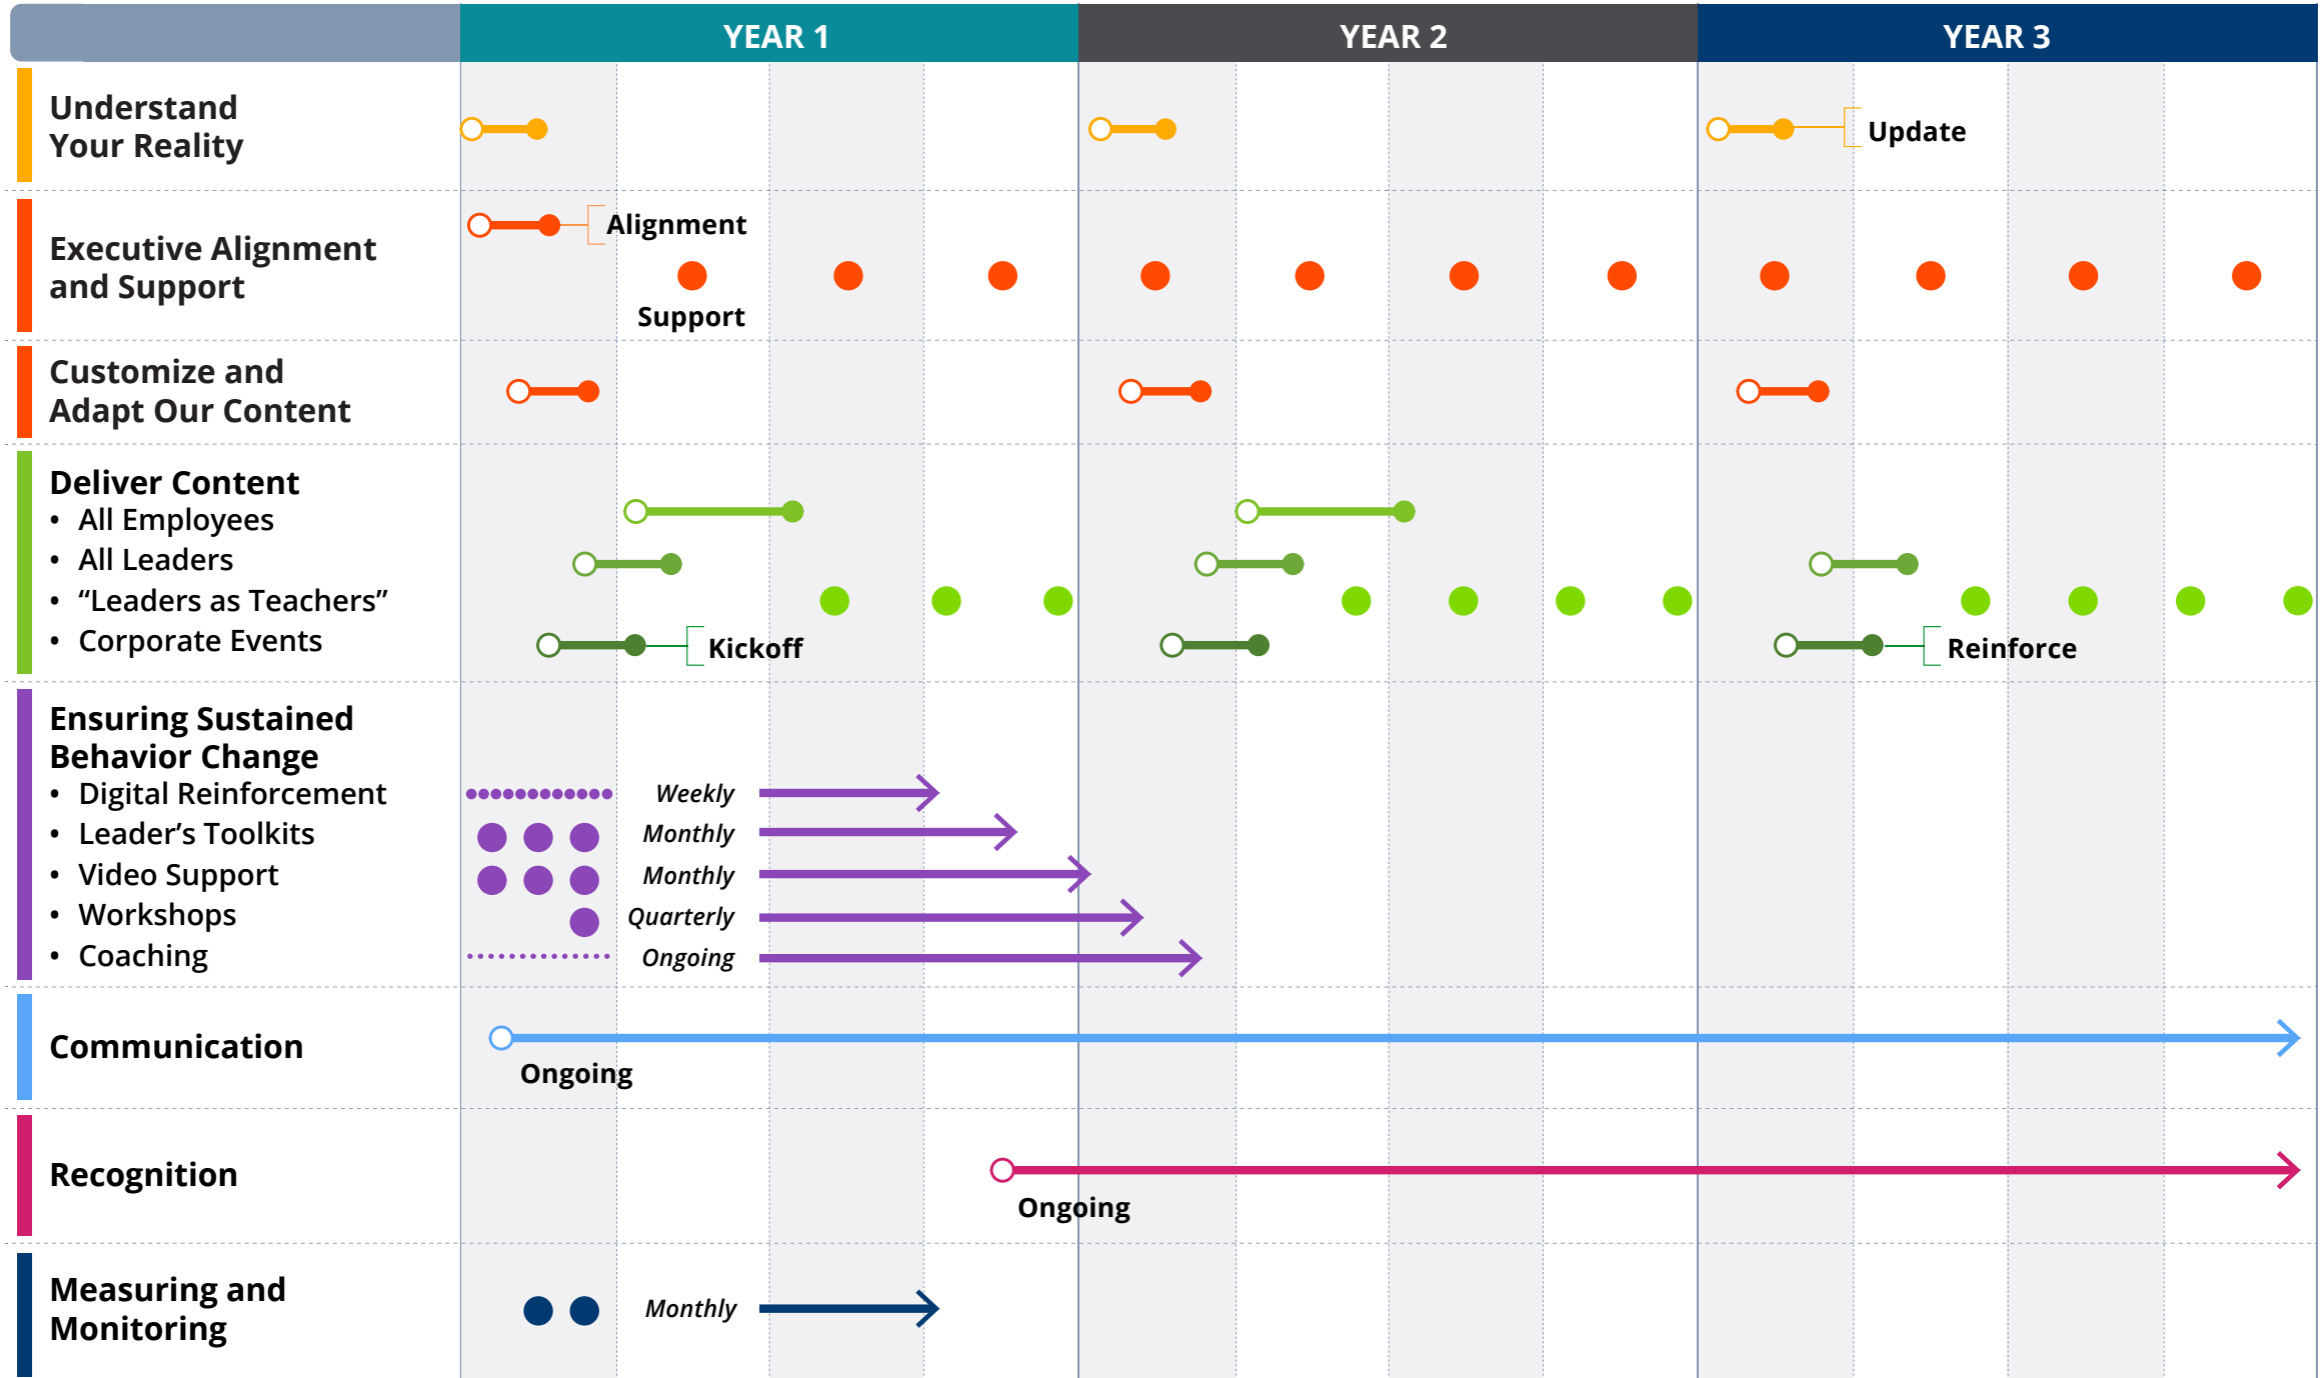 YEAR 1
YEAR 2
YEAR 3
Understand
Your Reality
Update
Executive Alignment
and Support
Alignment
Support
Customize and
Adapt Our Content
Deliver Content
• All Employees
• All Leaders
• “Leaders as Teachers”
• Corporate Events
Kickoff
Reinforce
Ensuring Sustained
Behavior Change
• Digital Reinforcement
Weekly
• Leader’s Toolkits
Monthly
• Video Support
Monthly
• Workshops
Quarterly
• Coaching
Ongoing
Communication
Ongoing
Recognition
Ongoing
Measuring and
Monitoring
Monthly